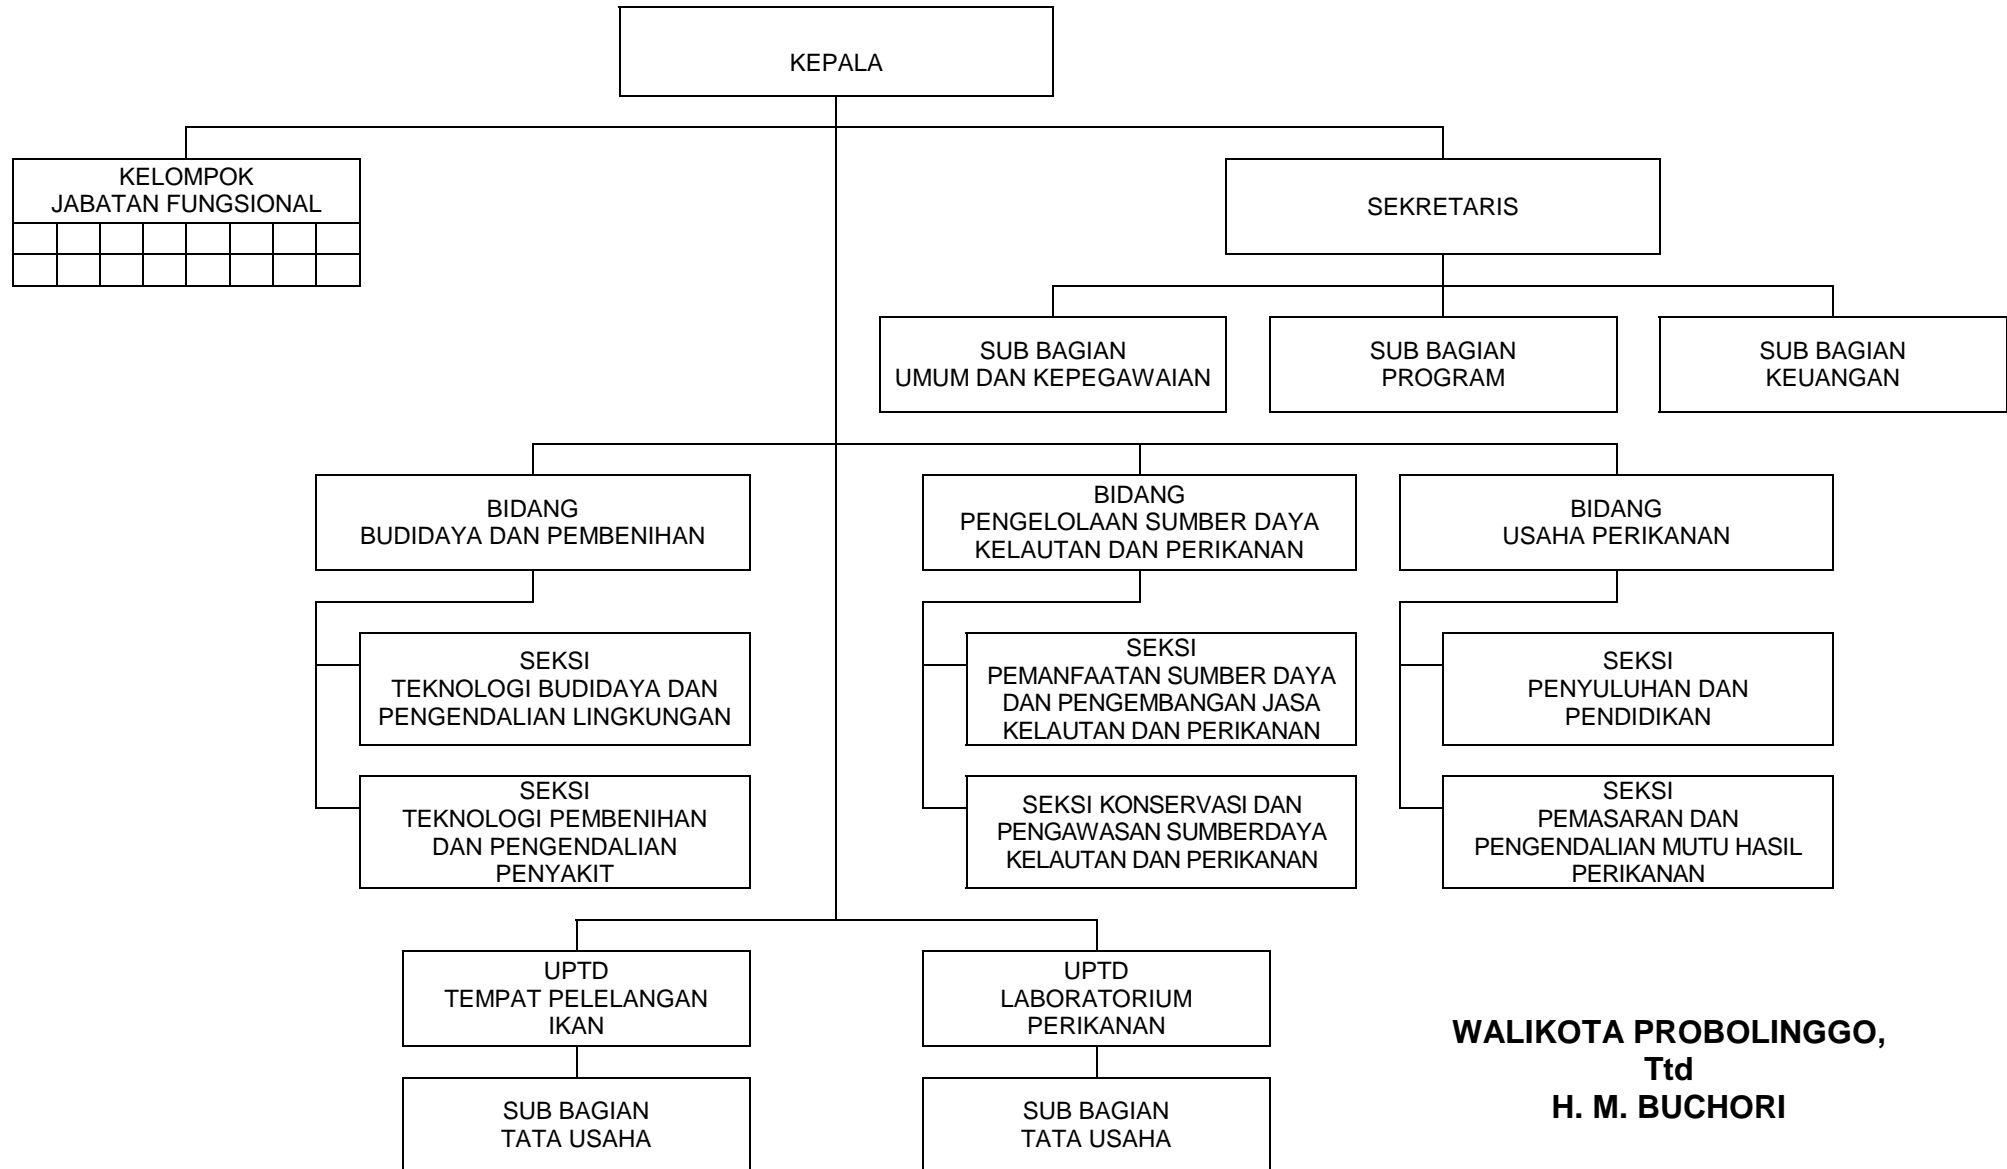 KEPALA
KELOMPOK
JABATAN FUNGSIONAL
SEKRETARIS
SUB BAGIAN
UMUM DAN KEPEGAWAIAN
SUB BAGIAN
PROGRAM
SUB BAGIAN
KEUANGAN
BIDANG
BUDIDAYA DAN PEMBENIHAN
BIDANG
PENGELOLAAN SUMBER DAYA
KELAUTAN DAN PERIKANAN
BIDANG
USAHA PERIKANAN
SEKSI
TEKNOLOGI BUDIDAYA DAN
PENGENDALIAN LINGKUNGAN
SEKSI
PEMANFAATAN SUMBER DAYA
DAN PENGEMBANGAN JASA
KELAUTAN DAN PERIKANAN
SEKSI
PENYULUHAN DAN
PENDIDIKAN
SEKSI
TEKNOLOGI PEMBENIHAN
DAN PENGENDALIAN
PENYAKIT
SEKSI KONSERVASI DAN
PENGAWASAN SUMBERDAYA
KELAUTAN DAN PERIKANAN
SEKSI
PEMASARAN DAN
PENGENDALIAN MUTU HASIL
PERIKANAN
UPTD
TEMPAT PELELANGAN
IKAN
UPTD
LABORATORIUM
PERIKANAN
SUB BAGIAN
TATA USAHA
SUB BAGIAN
TATA USAHA
WALIKOTA PROBOLINGGO,
Ttd
H. M. BUCHORI